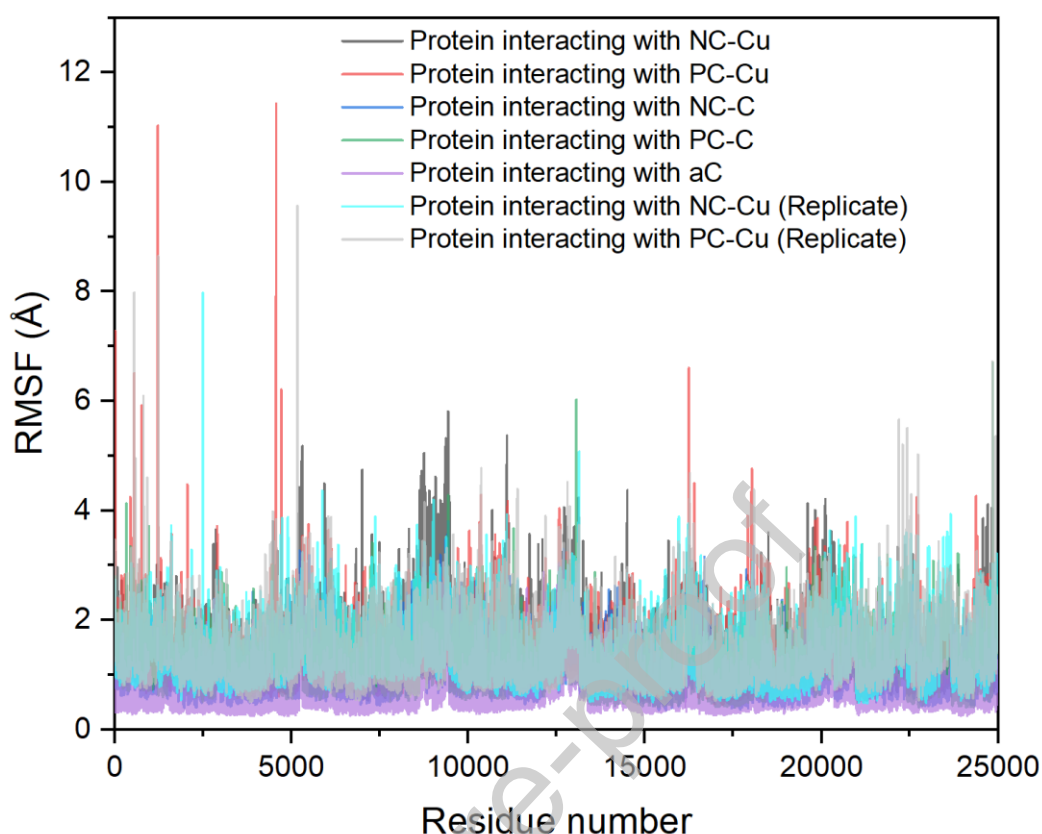 Protein interacting with NC-Cu
Protein interacting with PC-Cu
Protein interacting with NC-C
Protein interacting with PC-C
Protein interacting with aC
Protein interacting with NC-Cu (Replicate)
Protein interacting with PC-Cu (Replicate)
12
10
8
6
4
2
0
RMSF (Å)
0 5000 10000 15000 20000 25000
Residue number
re-proof